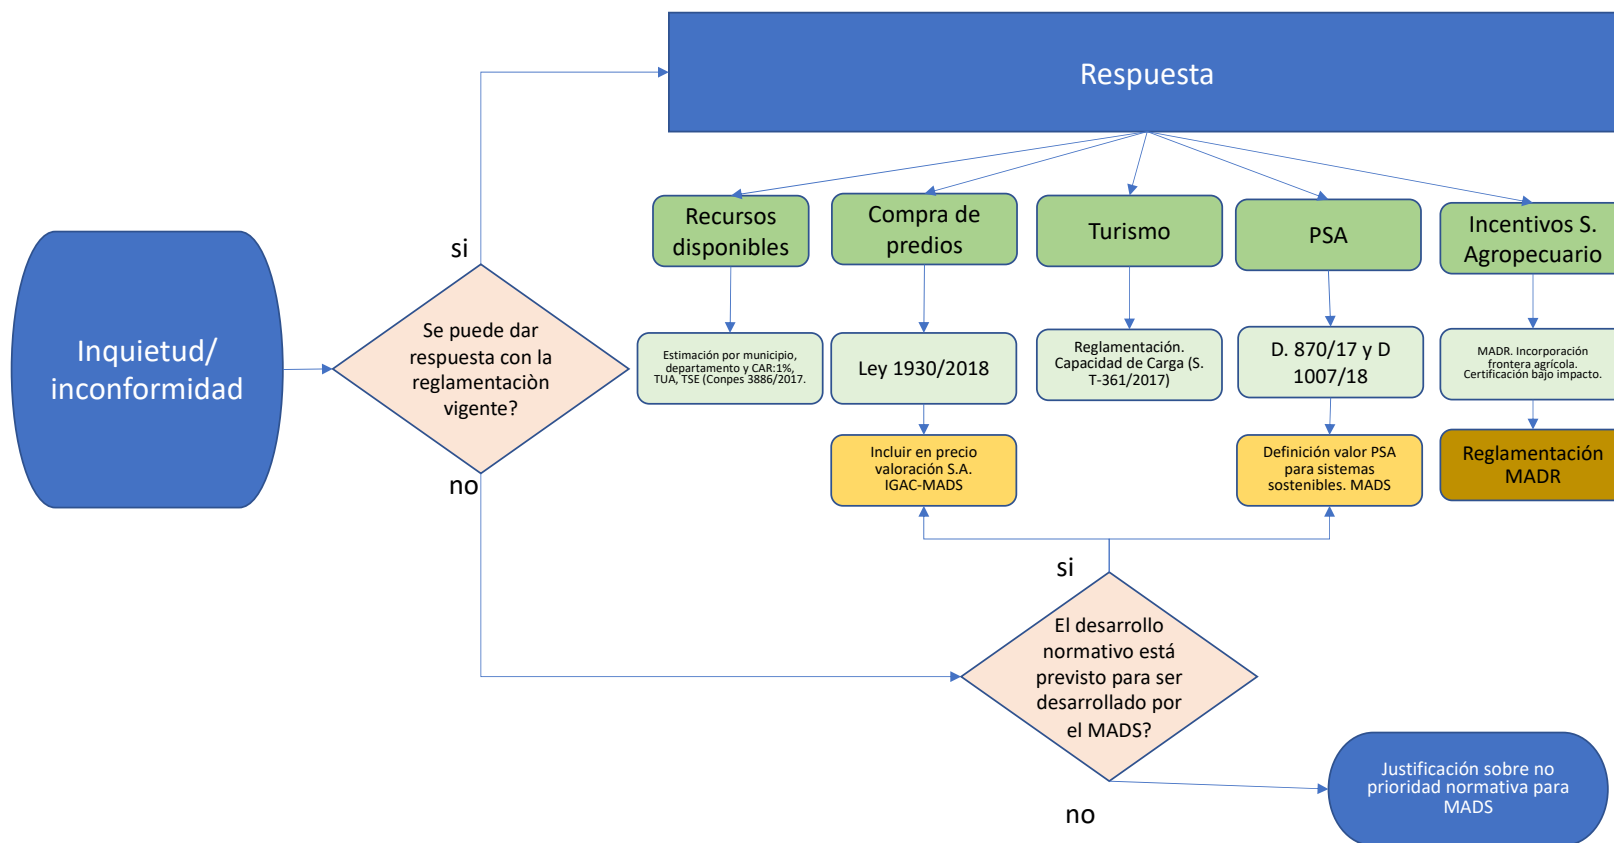 Respuesta
Recursos
disponibles
Compra de
predios
Turismo
PSA
Incentivos S.
Agropecuario
si
Inquietud/
inconformidad
Se puede dar
respuesta con la
reglamentaciòn
vigente?
Estimación por municipio,
departamento y CAR:1%,
TUA, TSE (Conpes 3886/2017.
Ley 1930/2018
Reglamentación.
Capacidad de Carga (S.
T-361/2017)
D. 870/17 y D
1007/18
MADR. Incorporación
frontera agrícola.
Certificación bajo impacto.
Incluir en precio
valoración S.A.
IGAC-MADS
Definición valor PSA
para sistemas
sostenibles. MADS
Reglamentación
MADR
no
si
El desarrollo
normativo está
previsto para ser
desarrollado por
el MADS?
no
Justificación sobre no
prioridad normativa para
MADS